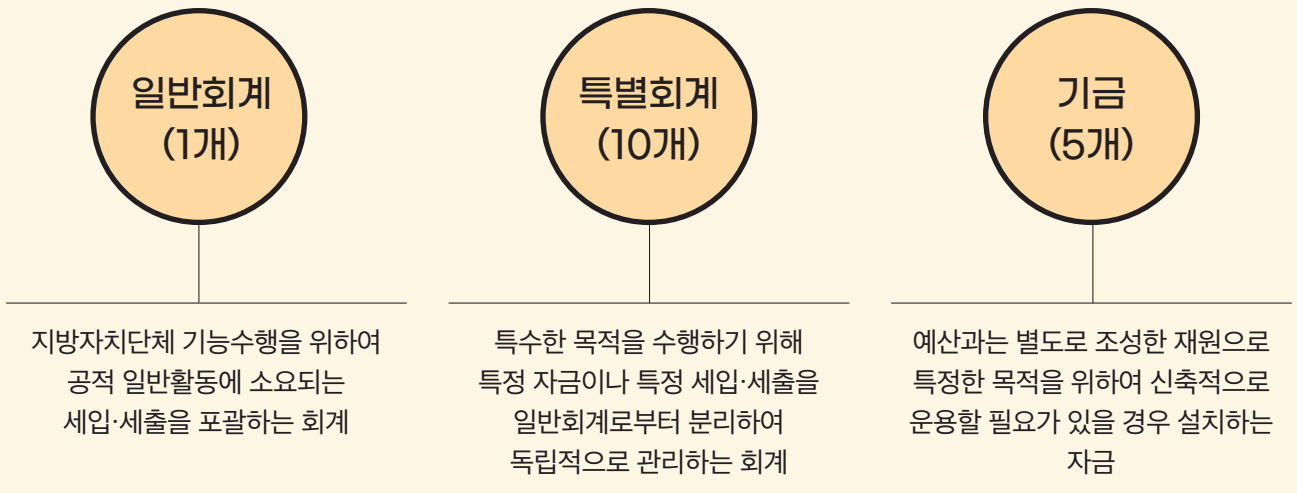 일반회계
(1개)
지방자치단체 기능수행을 위하여
공적 일반활동에 소요되는
세입·세출을 포괄하는 회계
특별회계
(10개)
특수한 목적을 수행하기 위해
특정 자금이나 특정 세입·세출을
일반회계로부터 분리하여
독립적으로 관리하는 회계
기금
(5개)
예산과는 별도로 조성한 재원으로
특정한 목적을 위하여 신축적으로
운용할 필요가 있을 경우 설치하는
자금